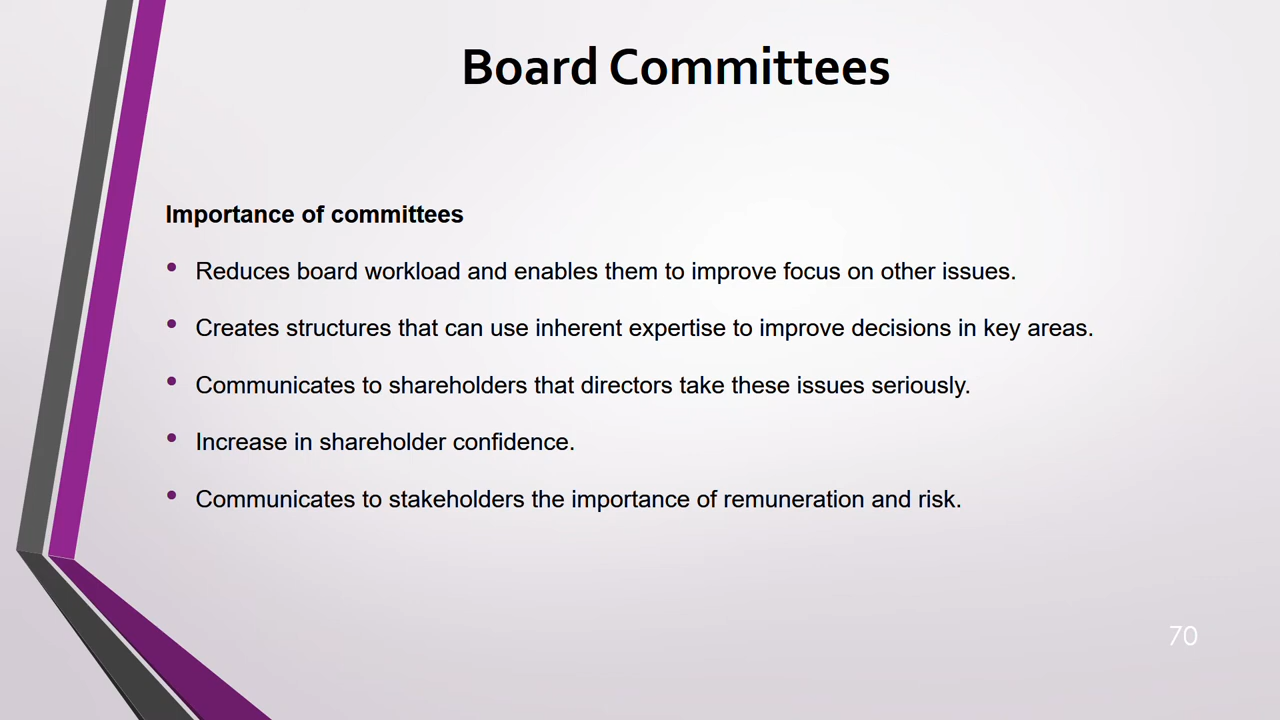 Board Committees
Importance of committees
• Reduces board workload and enables them to improve focus on other issues.
• Creates structures that can use inherent expertise to improve decisions in key areas.
• Communicates to shareholders that directors take these issues seriously.
• Increase in shareholder confidence.
• Communicates to stakeholders the importance of remuneration and risk.
70